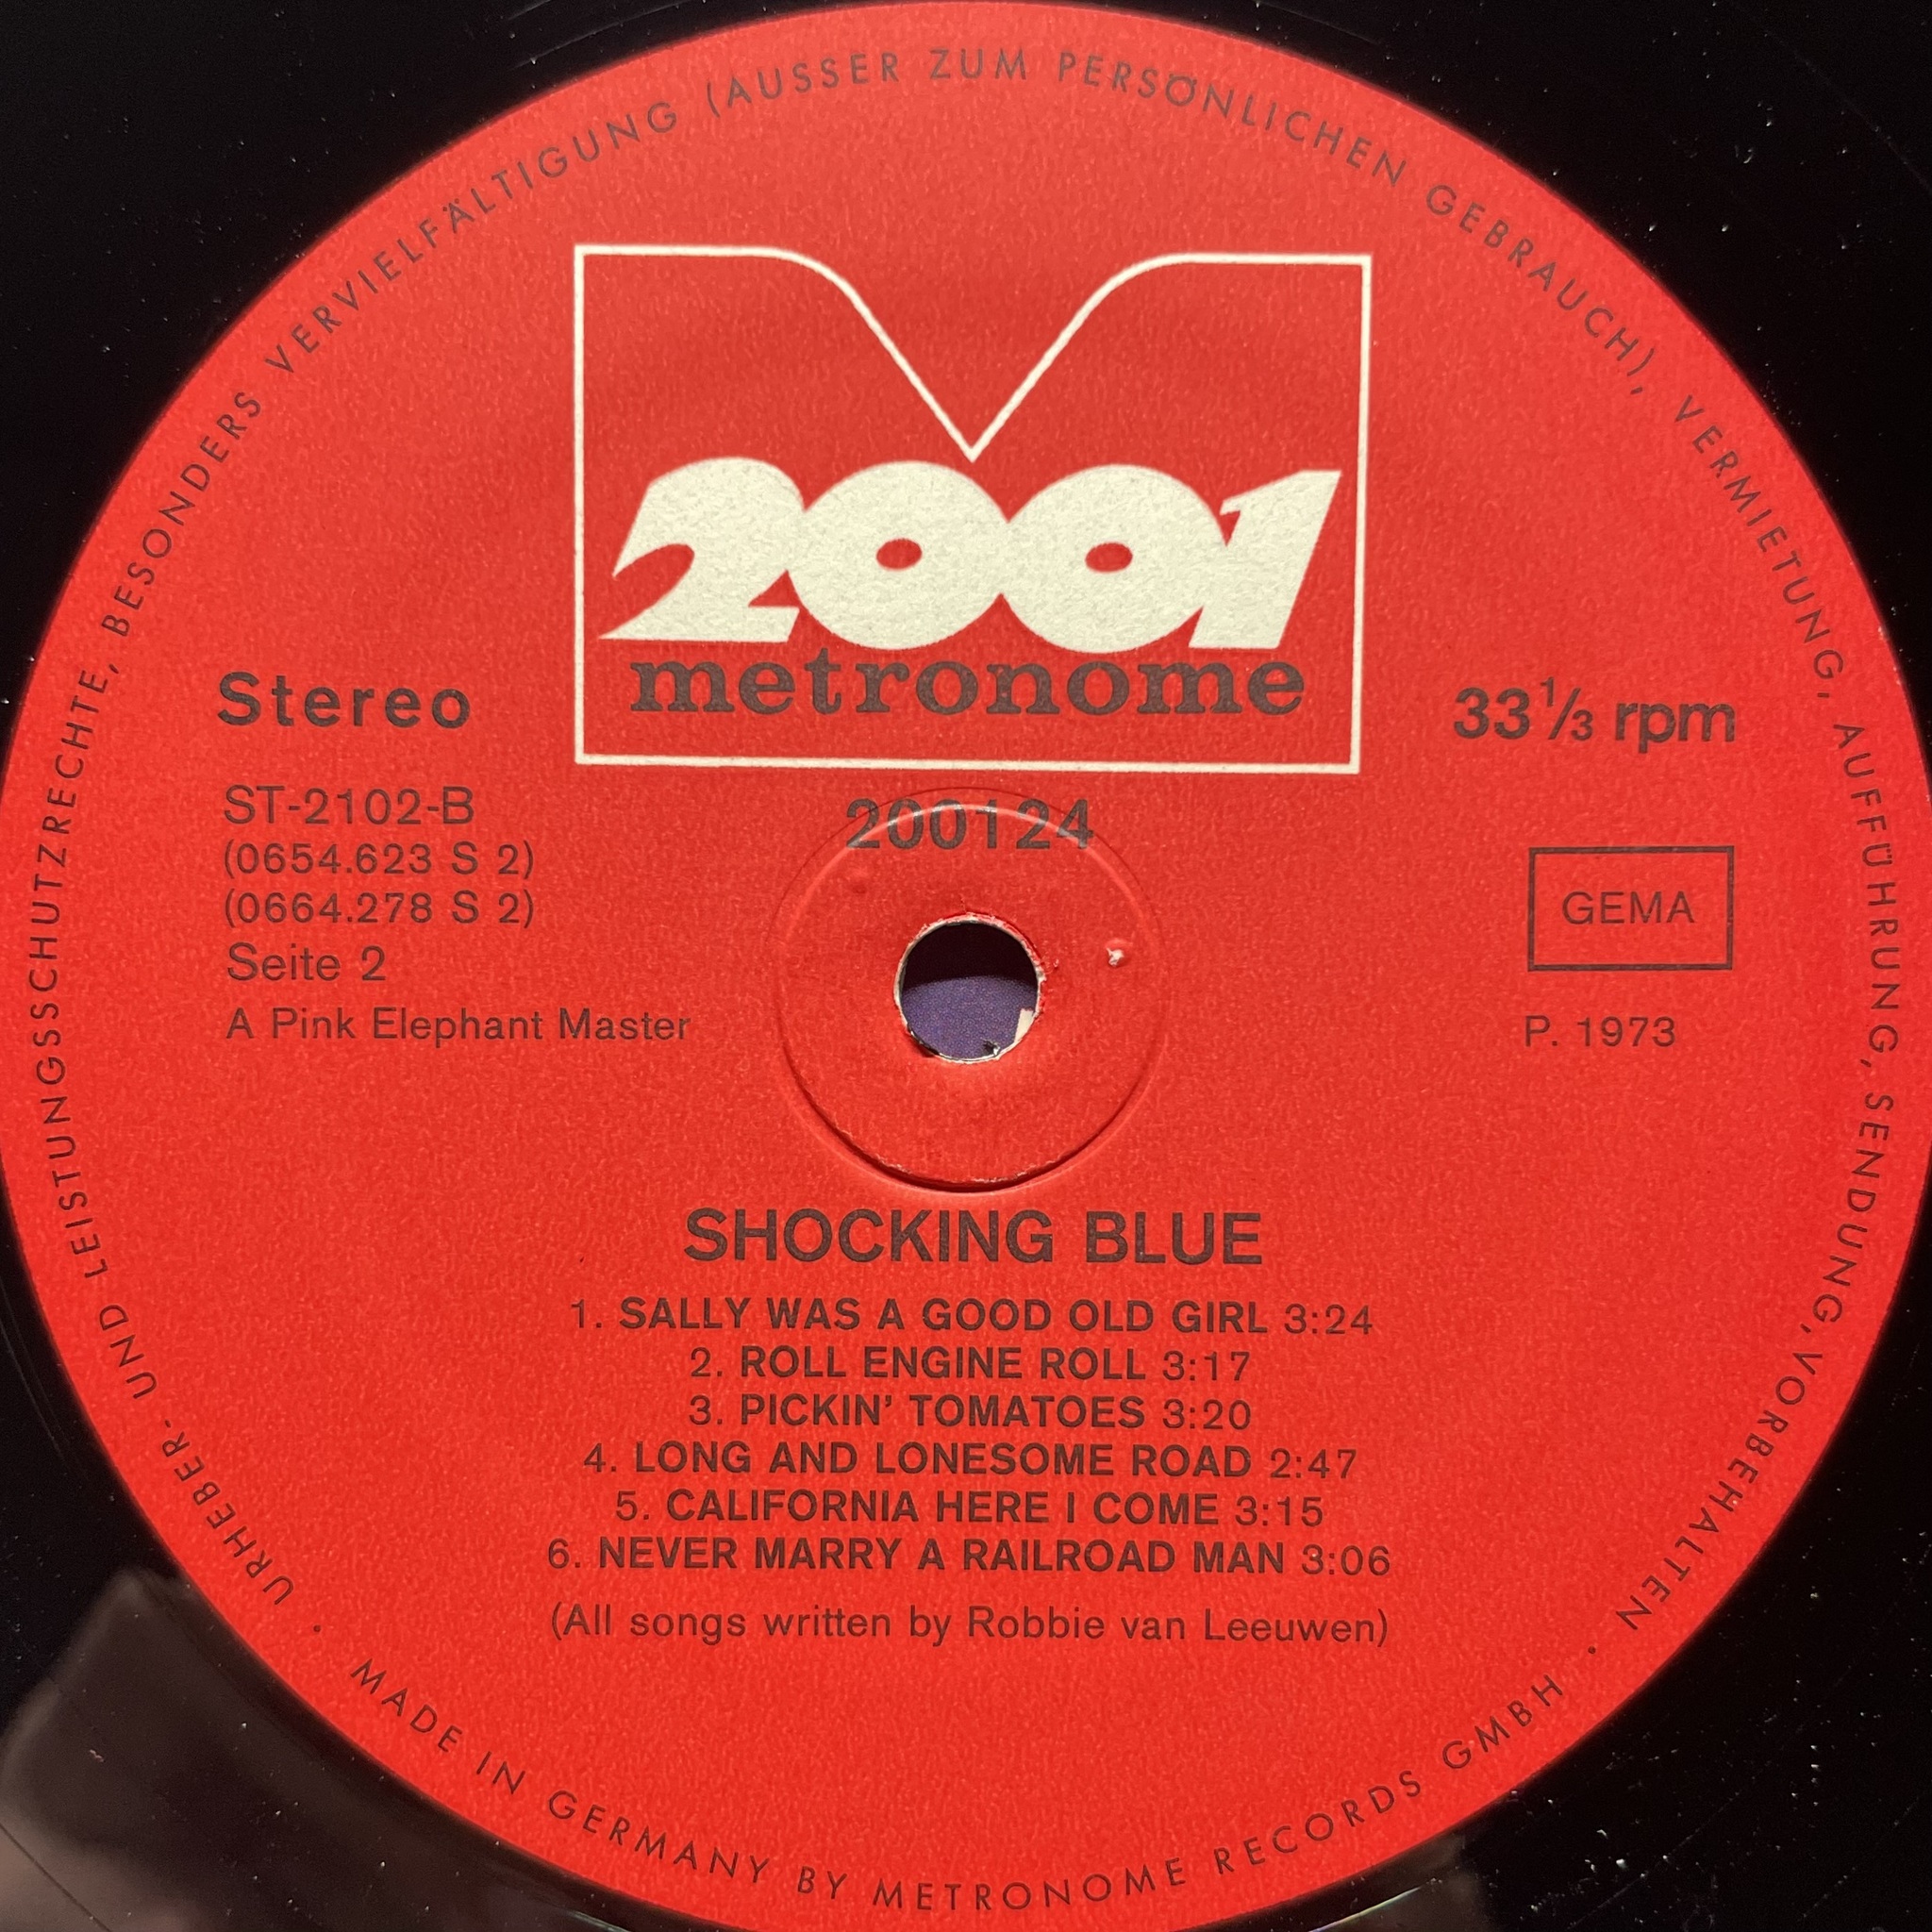 URHEBER- UND LEISTUNGSSCHUTZRECHTE, BESONDERS VERVIELFÄLTIGUNG (AUSSER ZUM PERSÖNLICHEN GEBRAUCH), VERMIETUNG, AUFFÜHRUNG, SENDUNG, VORBEHALTEN •
2001
metronome
Stereo
33 1/3 rpm
200124
ST-2102-B
(0654.623 S 2)
(0664.278 S 2)
Seite 2
A Pink Elephant Master
GEMA
P. 1973
SHOCKING BLUE
1. SALLY WAS A GOOD OLD GIRL 3:24
2. ROLL ENGINE ROLL 3:17
3. PICKIN' TOMATOES 3:20
4. LONG AND LONESOME ROAD 2:47
5. CALIFORNIA HERE I COME 3:15
6. NEVER MARRY A RAILROAD MAN 3:06
(All songs written by Robbie van Leeuwen)
• MADE IN GERMANY BY METRONOME RECORDS GMBH